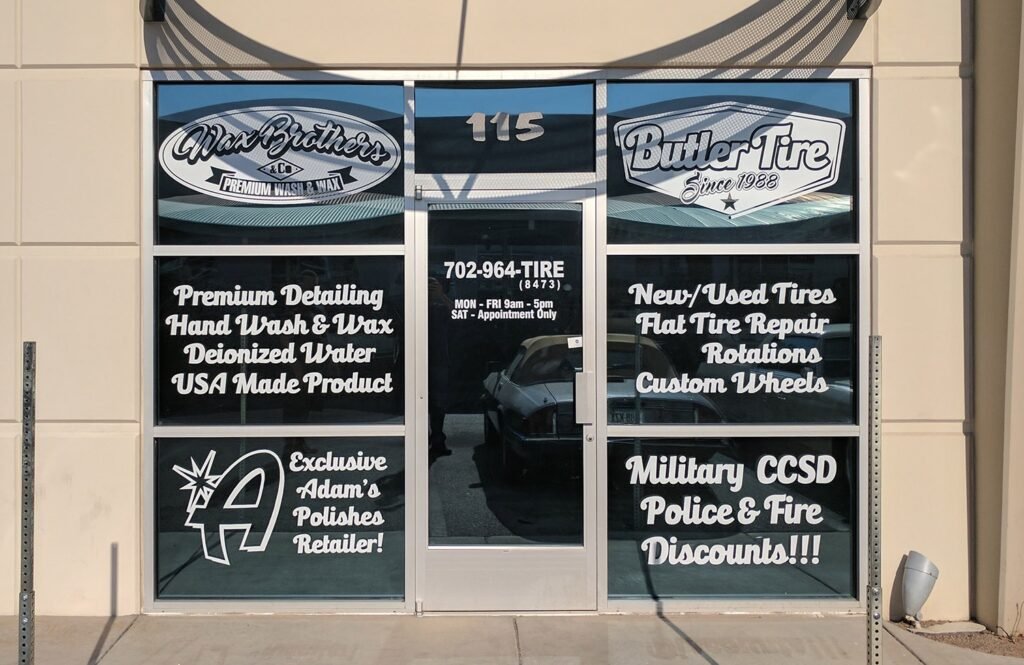 Wax Brothers
& Co
PREMIUM WASH & WAX
115
Butler Tire
Since 1988
702-964-TIRE
(8473)
MON - FRI 9am - 5pm
SAT - Appointment Only
Premium Detailing
Hand Wash & Wax
Deionized Water
USA Made Product
New/Used Tires
Flat Tire Repair
Rotations
Custom Wheels
A
Exclusive
Adam's
Polishes
Retailer!
Military CCSD
Police & Fire
Discounts!!!